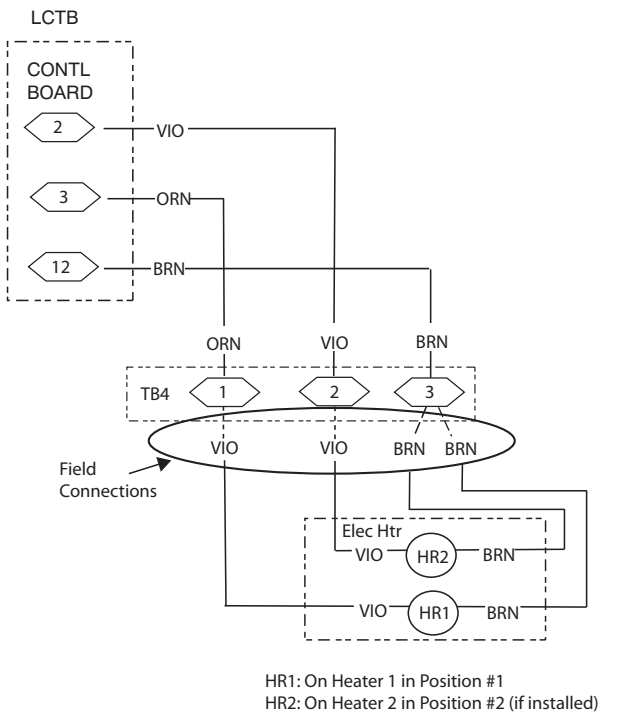 LCTB
CONTL
BOARD
2
VIO
3
ORN
12
BRN
ORN
VIO
BRN
TB4
1
2
3
VIO
VIO
BRN
BRN
Field
Connections
Elec Htr
VIO
HR2
BRN
VIO
HR1
BRN
HR1: On Heater 1 in Position #1
HR2: On Heater 2 in Position #2 (if installed)